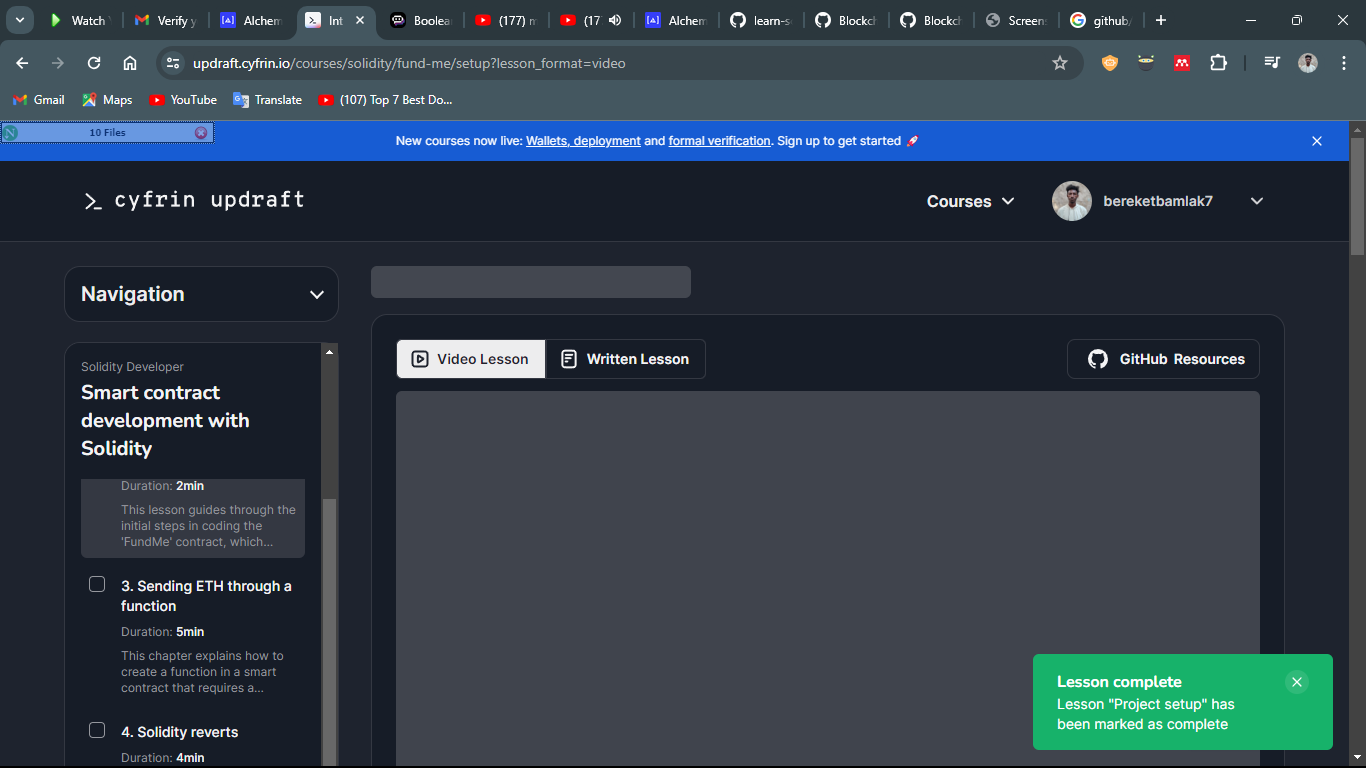 Watch
Verify y
Alchem
Int
Boolea
(177) n
(17
Alchem
learn-s
Blockc
Blockc
Screen
github/
updraft.cyfrin.io/courses/solidity/fund-me/setup?lesson_format=video
Gmail
Maps
YouTube
Translate
(107) Top 7 Best Do...
10 Files
New courses now live: Wallets, deployment and formal verification. Sign up to get started 🚀
>_ cyfrin updraft
Courses
bereketbamlak7
Navigation
Video Lesson
Written Lesson
GitHub Resources
Solidity Developer
Smart contract
development with
Solidity
Duration: 2min
This lesson guides through the
initial steps in coding the
'FundMe' contract, which...
3. Sending ETH through a
function
Duration: 5min
This chapter explains how to
create a function in a smart
contract that requires a...
4. Solidity reverts
Duration: 4min
Lesson complete
Lesson "Project setup" has
been marked as complete